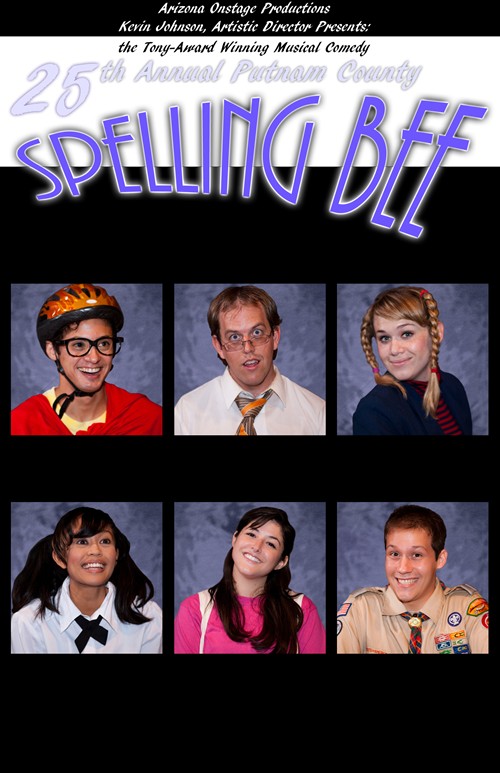 Arizona Onstage Productions
Kevin Johnson, Artistic Director Presents:
the Tony-Award Winning Musical Comedy
25th Annual Putnam County
SPELLING BEE